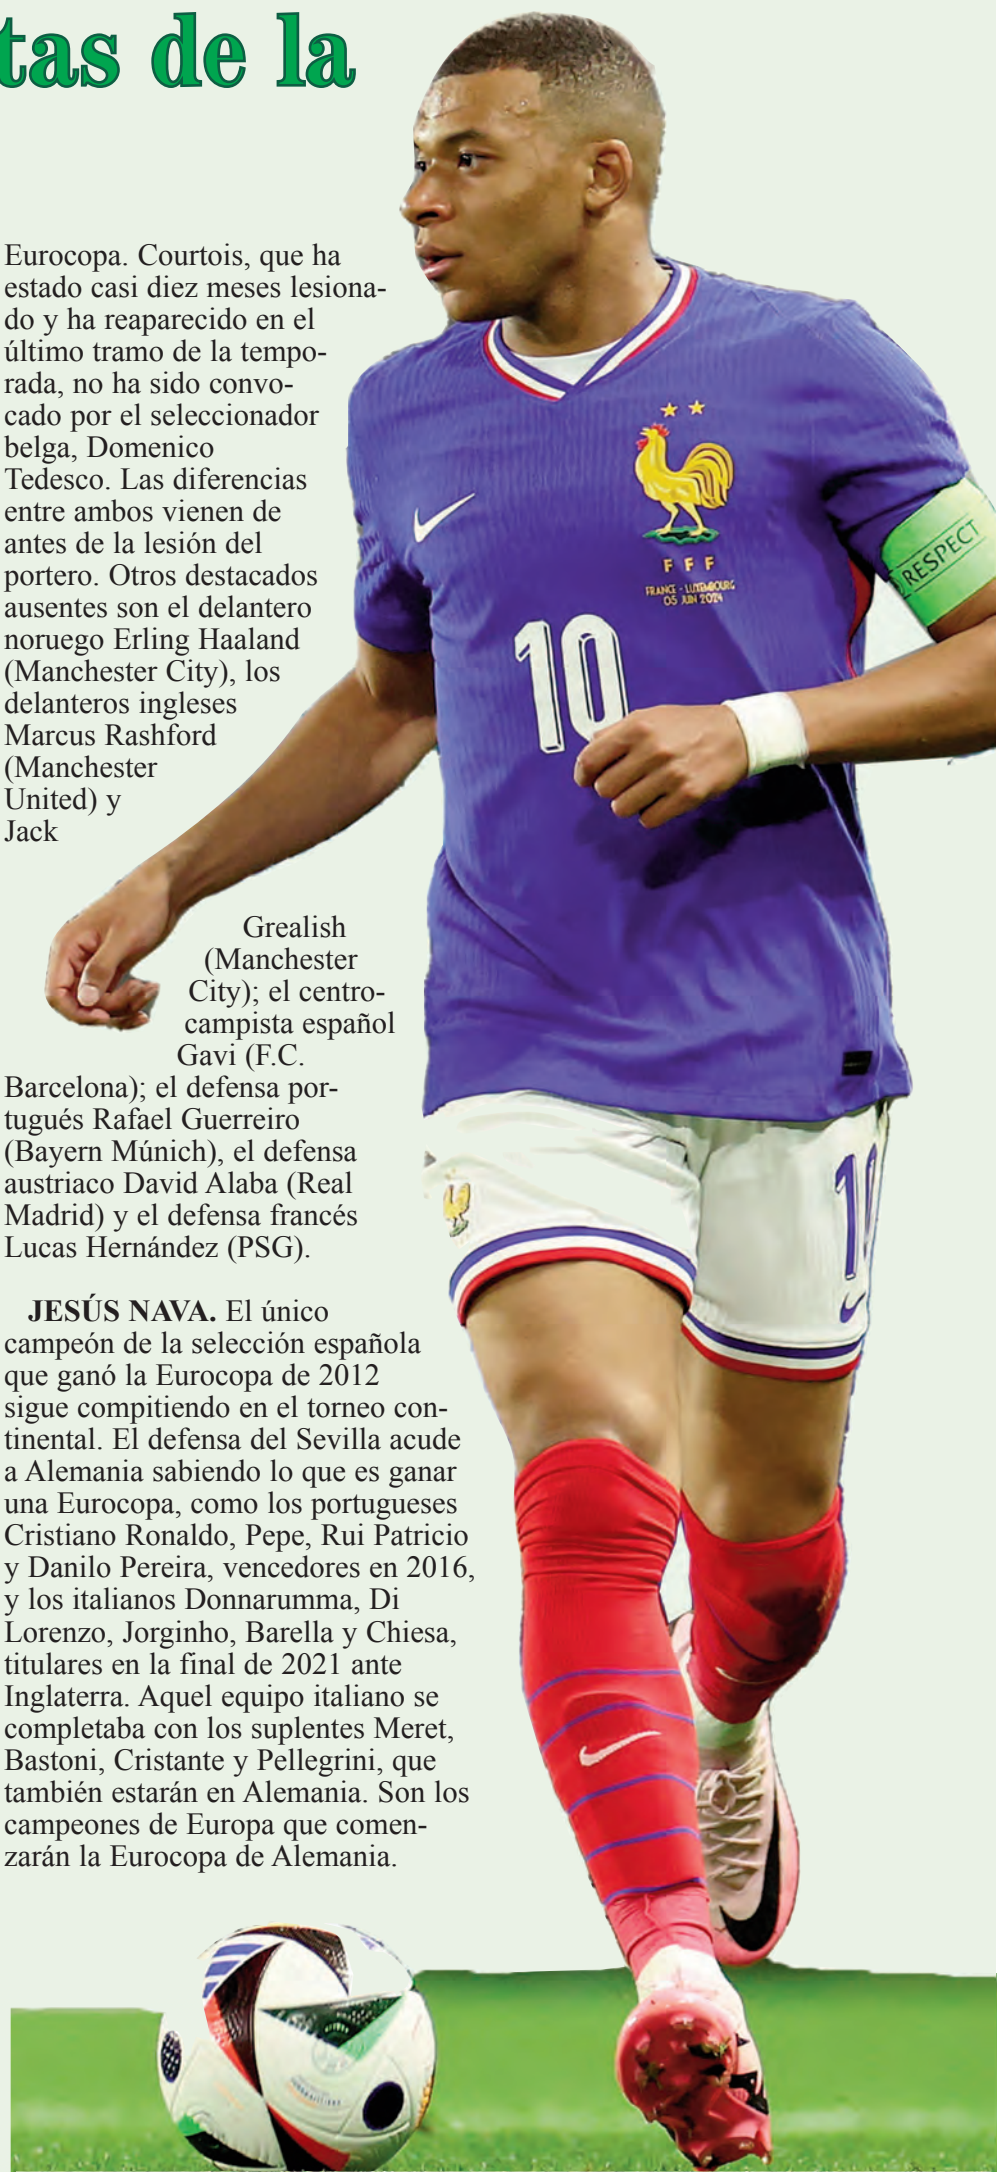 tas de la
Eurocopa. Courtois, que ha
estado casi diez meses lesiona-
do y ha reaparecido en el
último tramo de la tempo-
rada, no ha sido convo-
cado por el seleccionador
belga, Domenico
Tedesco. Las diferencias
entre ambos vienen de
antes de la lesión del
portero. Otros destacados
ausentes son el delantero
noruego Erling Haaland
(Manchester City), los
delanteros ingleses
Marcus Rashford
(Manchester
United) y
Jack
Grealish
(Manchester
City); el centro-
campista español
Gavi (F.C.
Barcelona); el defensa por-
tugués Rafael Guerreiro
(Bayern Múnich), el defensa
austriaco David Alaba (Real
Madrid) y el defensa francés
Lucas Hernández (PSG).
JESÚS NAVA. El único
campeón de la selección española
que ganó la Eurocopa de 2012
sigue compitiendo en el torneo con-
tinental. El defensa del Sevilla acude
a Alemania sabiendo lo que es ganar
una Eurocopa, como los portugueses
Cristiano Ronaldo, Pepe, Rui Patricio
y Danilo Pereira, vencedores en 2016,
y los italianos Donnarumma, Di
Lorenzo, Jorginho, Barella y Chiesa,
titulares en la final de 2021 ante
Inglaterra. Aquel equipo italiano se
completaba con los suplentes Meret,
Bastoni, Cristante y Pellegrini, que
también estarán en Alemania. Son los
campeones de Europa que comen-
zarán la Eurocopa de Alemania.
FFF
FRANCE - LUXEMBOURG
05 JUIN 2024
10
RESPECT
10